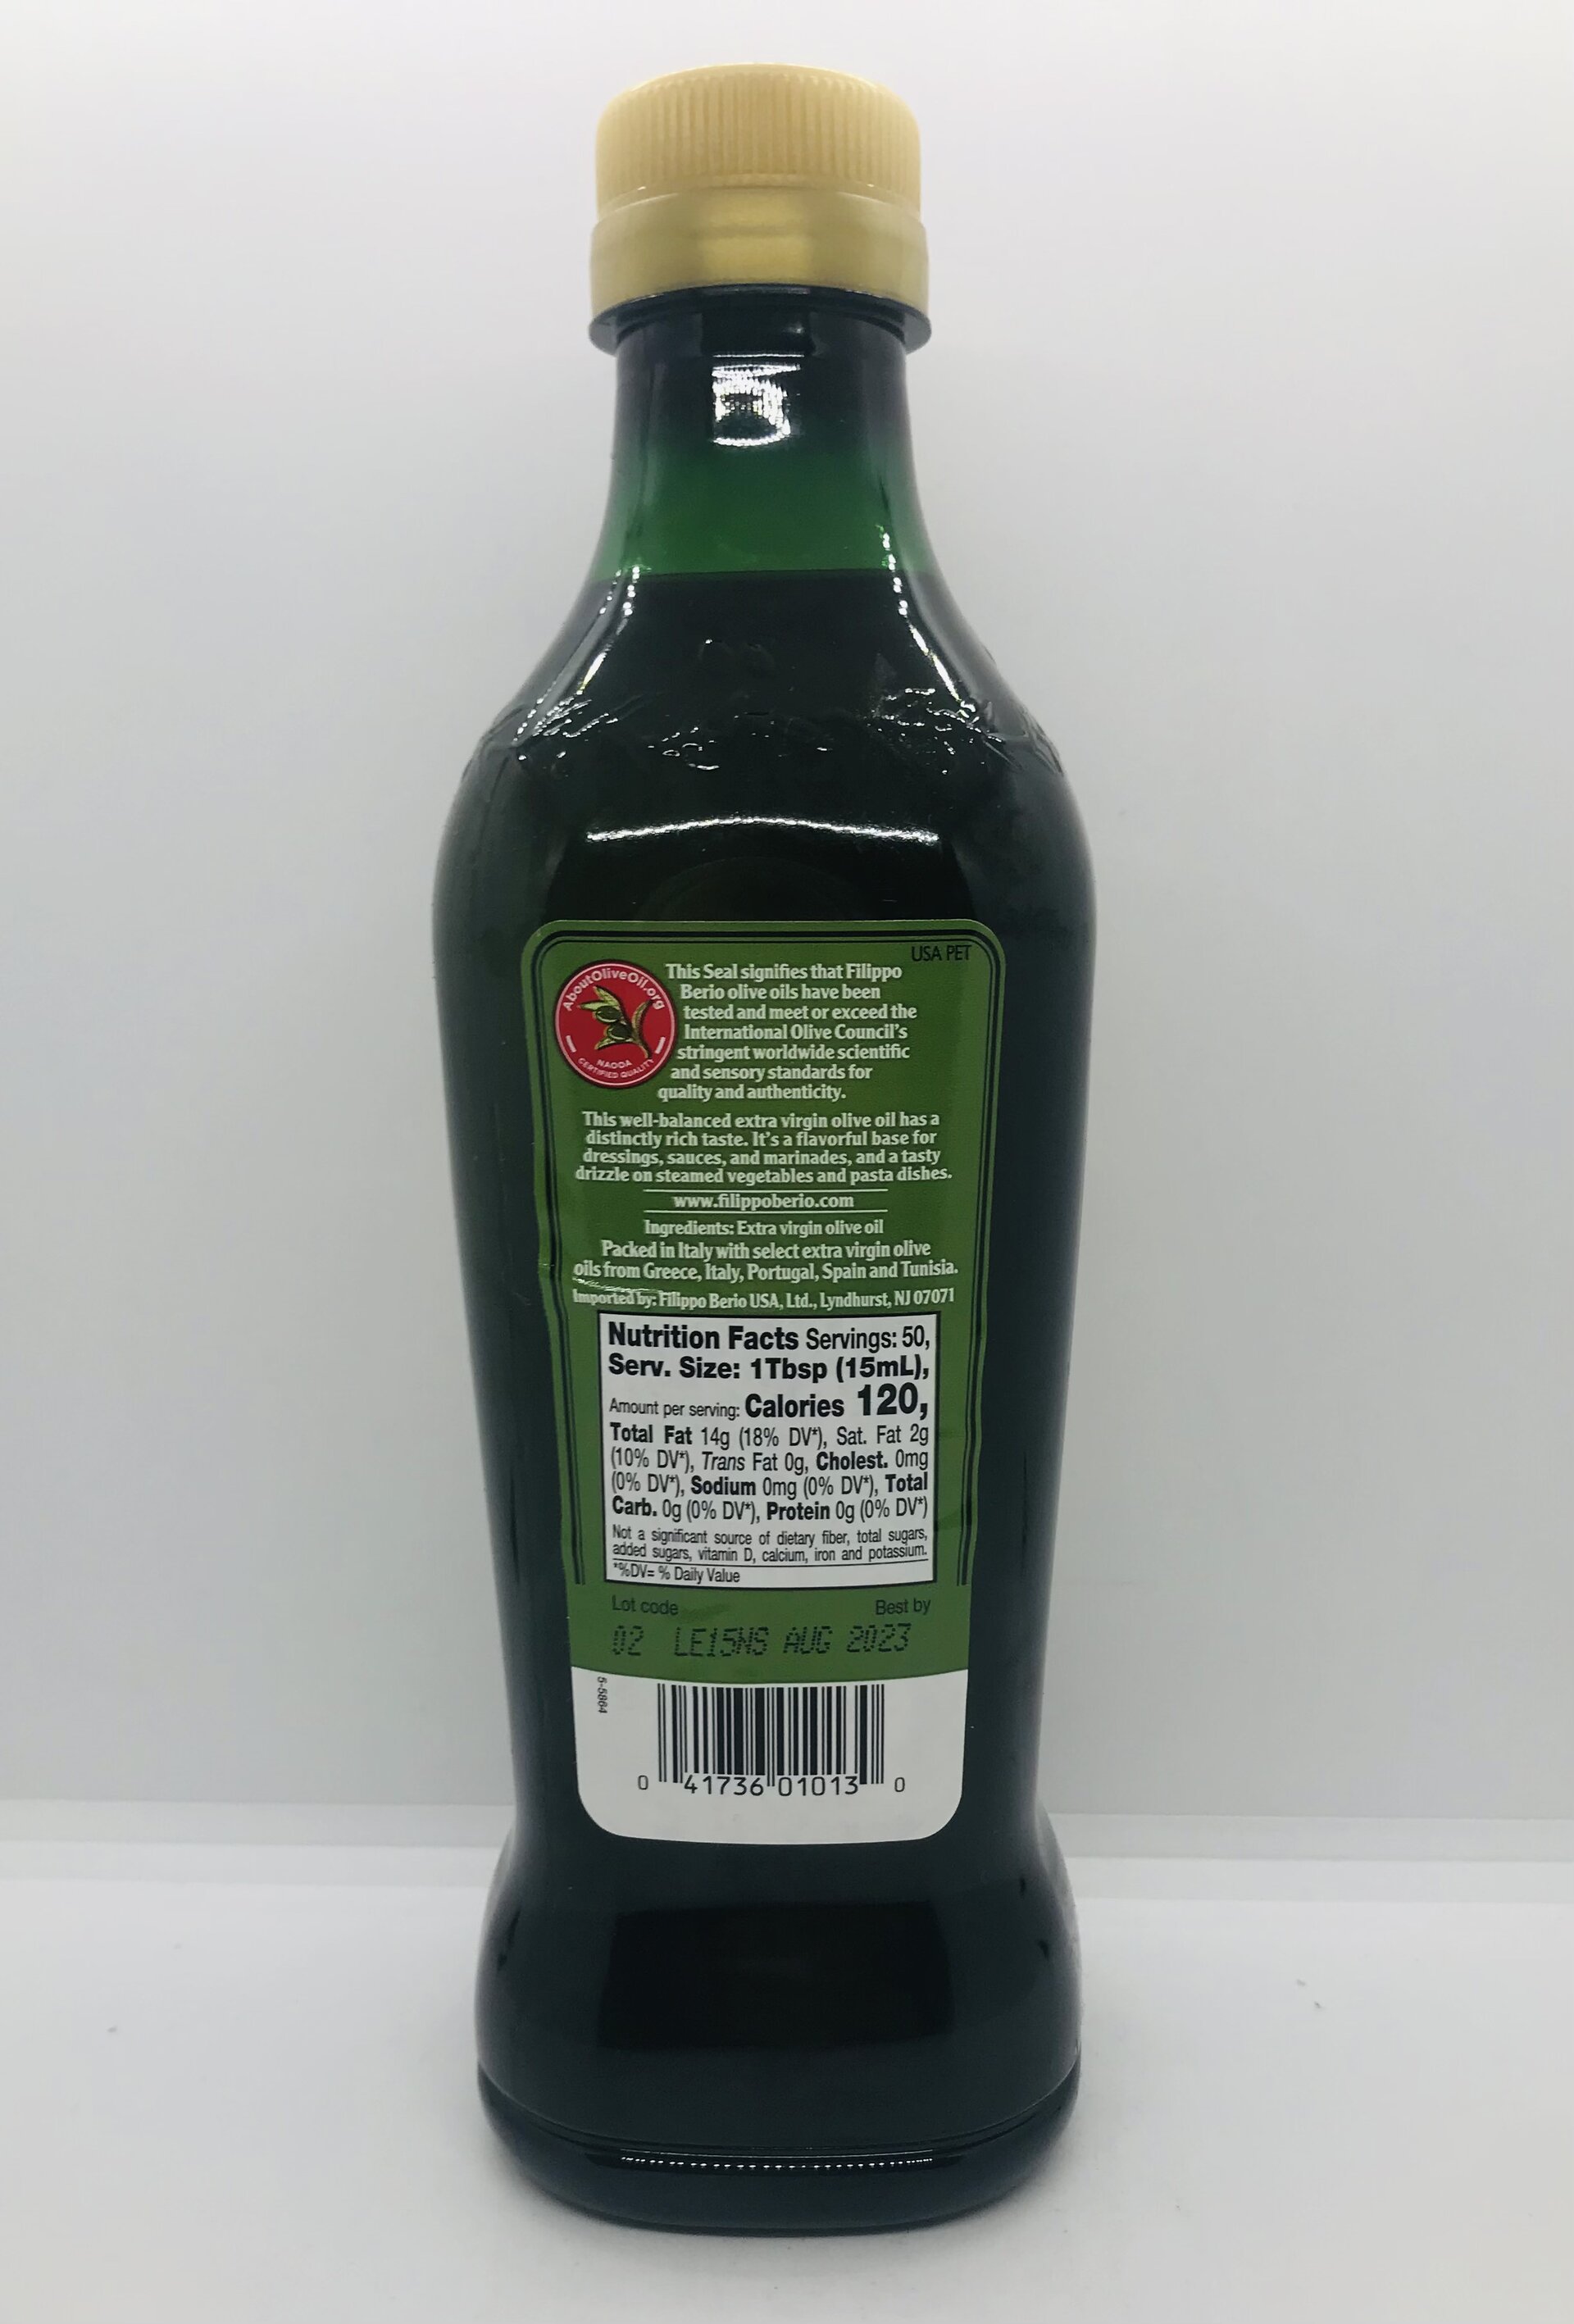 USA PET
AboutOliveOil.org
NAOOA
CERTIFIED QUALITY
This Seal signifies that Filippo
Berio olive oils have been
tested and meet or exceed the
International Olive Council's
stringent worldwide scientific
and sensory standards for
quality and authenticity.
This well-balanced extra virgin olive oil has a
distinctly rich taste. It's a flavorful base for
dressings, sauces, and marinades, and a tasty
drizzle on steamed vegetables and pasta dishes.
www.filippoberio.com
Ingredients: Extra virgin olive oil
Packed in Italy with select extra virgin olive
oils from Greece, Italy, Portugal, Spain and Tunisia.
Imported by: Filippo Berio USA, Ltd., Lyndhurst, NJ 07071
Nutrition Facts Servings: 50,
Serv. Size: 1Tbsp (15mL),
Amount per serving: Calories 120,
Total Fat 14g (18% DV*), Sat. Fat 2g
(10% DV*), Trans Fat 0g, Cholest. 0mg
(0% DV*), Sodium 0mg (0% DV*), Total
Carb. 0g (0% DV*), Protein 0g (0% DV*)
Not a significant source of dietary fiber, total sugars,
added sugars, vitamin D, calcium, iron and potassium.
*%DV= % Daily Value
Lot code Best by
02 LE15NS AUG 2023
5-5864
0 41736 01013 0